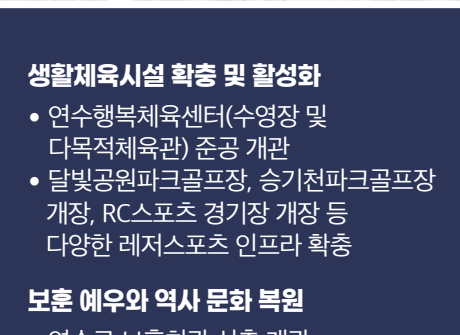 생활체육시설 확충 및 활성화
• 연수행복체육센터(수영장 및
다목적체육관) 준공 개관
• 달빛공원파크골프장, 승기천파크골프장
개장, RC스포츠 경기장 개장 등
다양한 레저스포츠 인프라 확충
보훈 예우와 역사 문화 복원